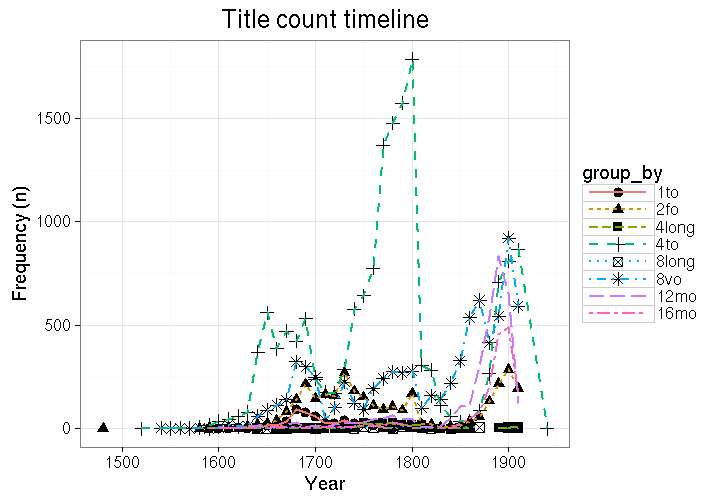 Title count timeline
Frequency (n)
1500
1000
500
0
1500
1600
1700
1800
1900
Year
group_by
1to
2fo
4long
4to
8long
8vo
12mo
16mo